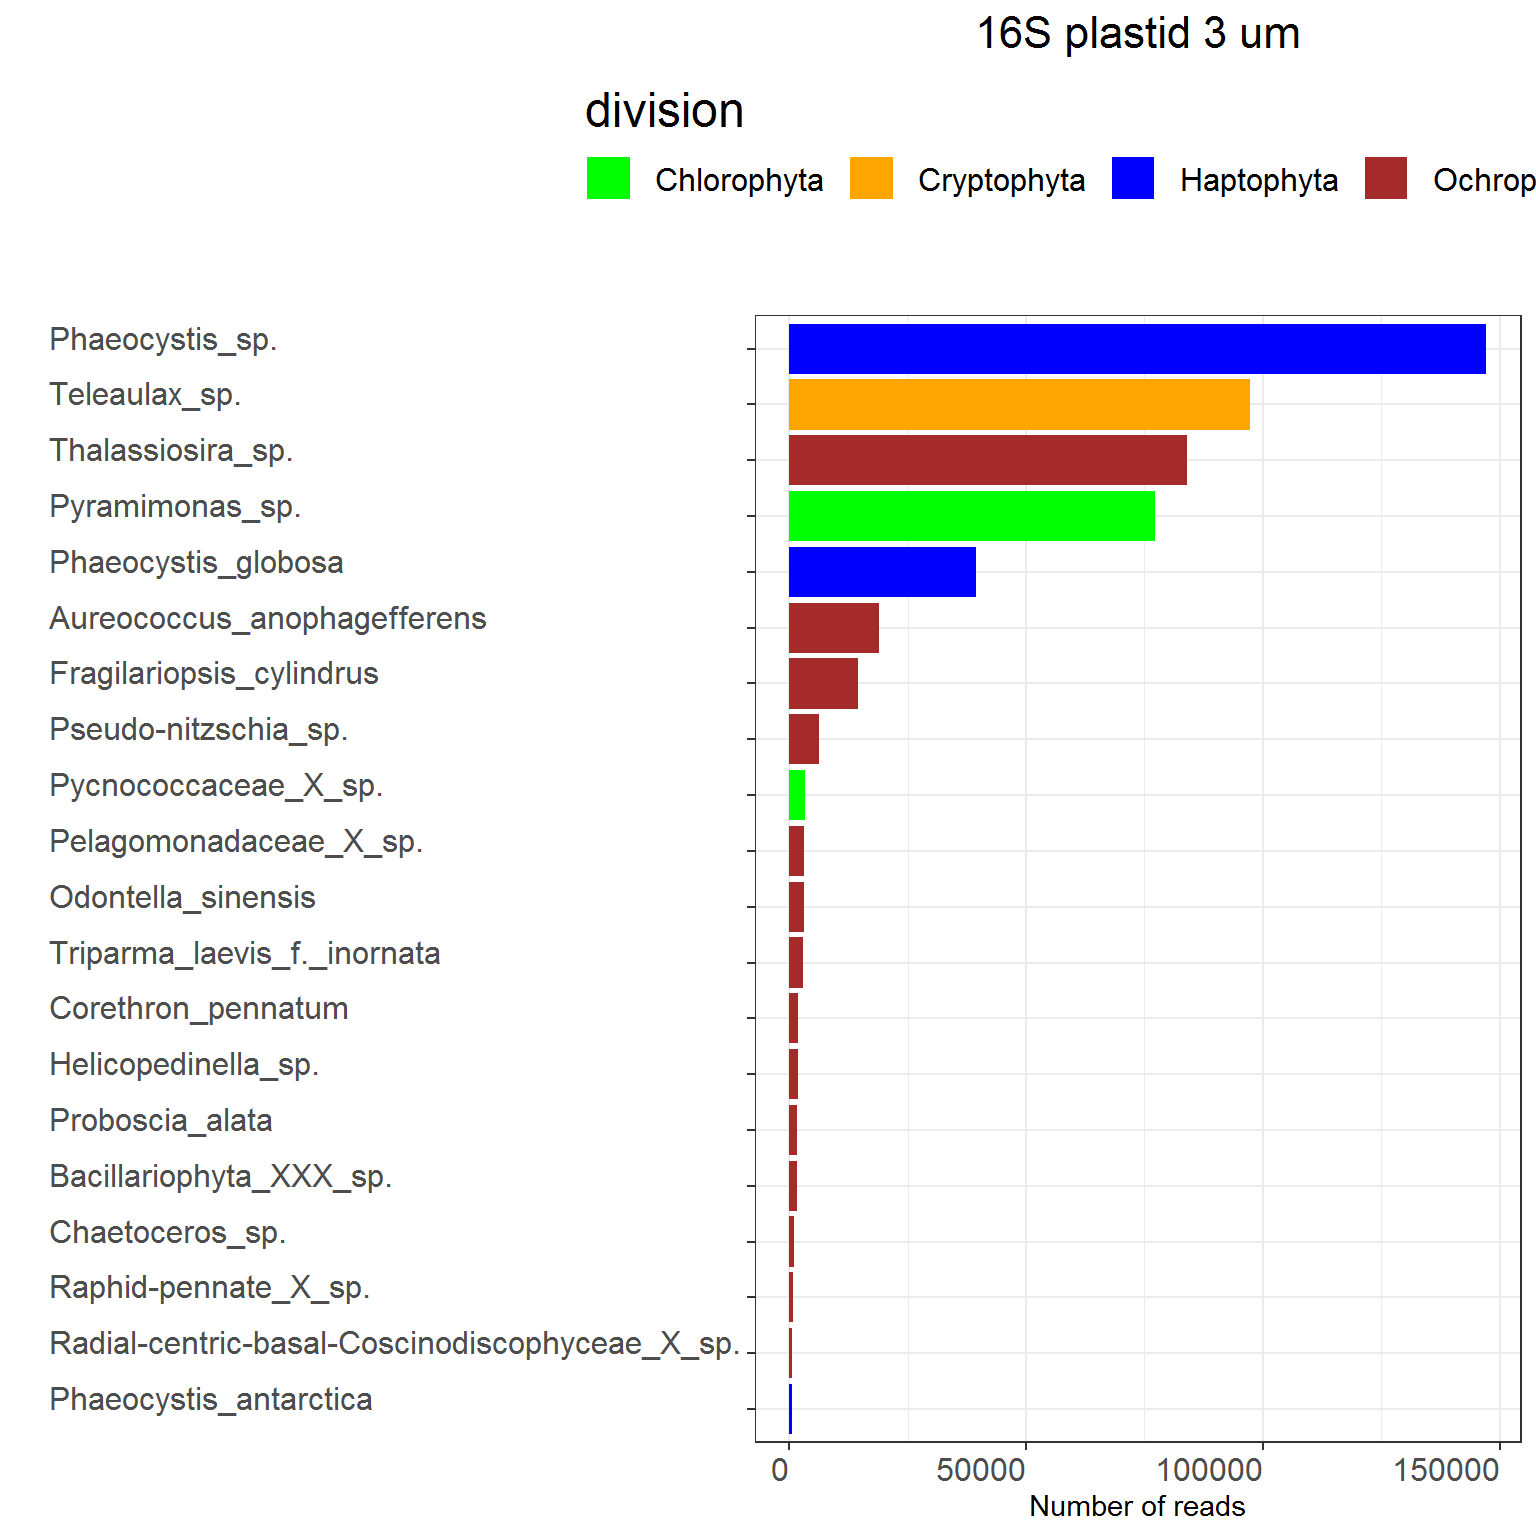 16S plastid 3 um
division
Chlorophyta Cryptophyta Haptophyta Ochrop
Phaeocystis_sp.
Teleaulax_sp.
Thalassiosira_sp.
Pyramimonas_sp.
Phaeocystis_globosa
Aureococcus_anophagefferens
Fragilariopsis_cylindrus
Pseudo-nitzschia_sp.
Pycnococcaceae_X_sp.
Pelagomonadaceae_X_sp.
Odontella_sinensis
Triparma_laevis_f._inornata
Corethron_pennatum
Helicopedinella_sp.
Proboscia_alata
Bacillariophyta_XXX_sp.
Chaetoceros_sp.
Raphid-pennate_X_sp.
Radial-centric-basal-Coscinodiscophyceae_X_sp.
Phaeocystis_antarctica
0 50000 100000 150000
Number of reads